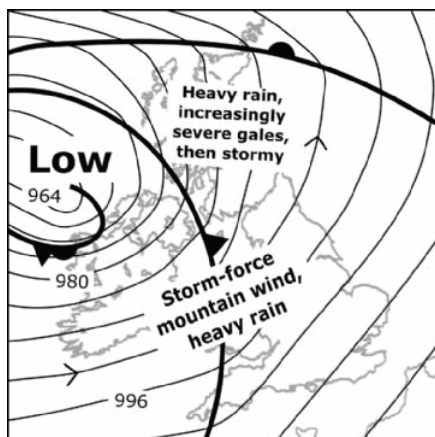 Heavy rain,
increasingly
severe gales,
then stormy
Low
964
980
Storm-force
mountain wind,
heavy rain
996